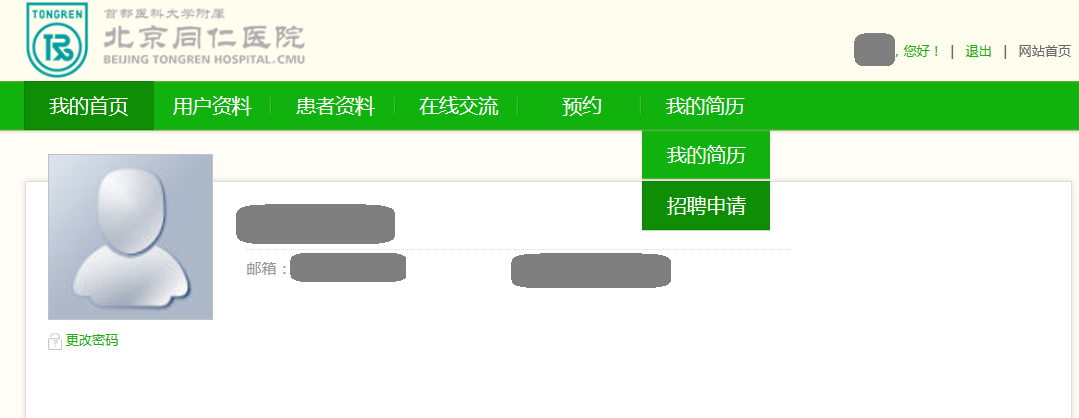 TONGREN
首都医科大学附属
北京同仁医院
BEIJING TONGREN HOSPITAL.CMU
，您好！ | 退出 | 网站首页
我的首页 用户资料 患者资料 在线交流 预约 我的简历
我的简历
招聘申请
邮箱：
更改密码